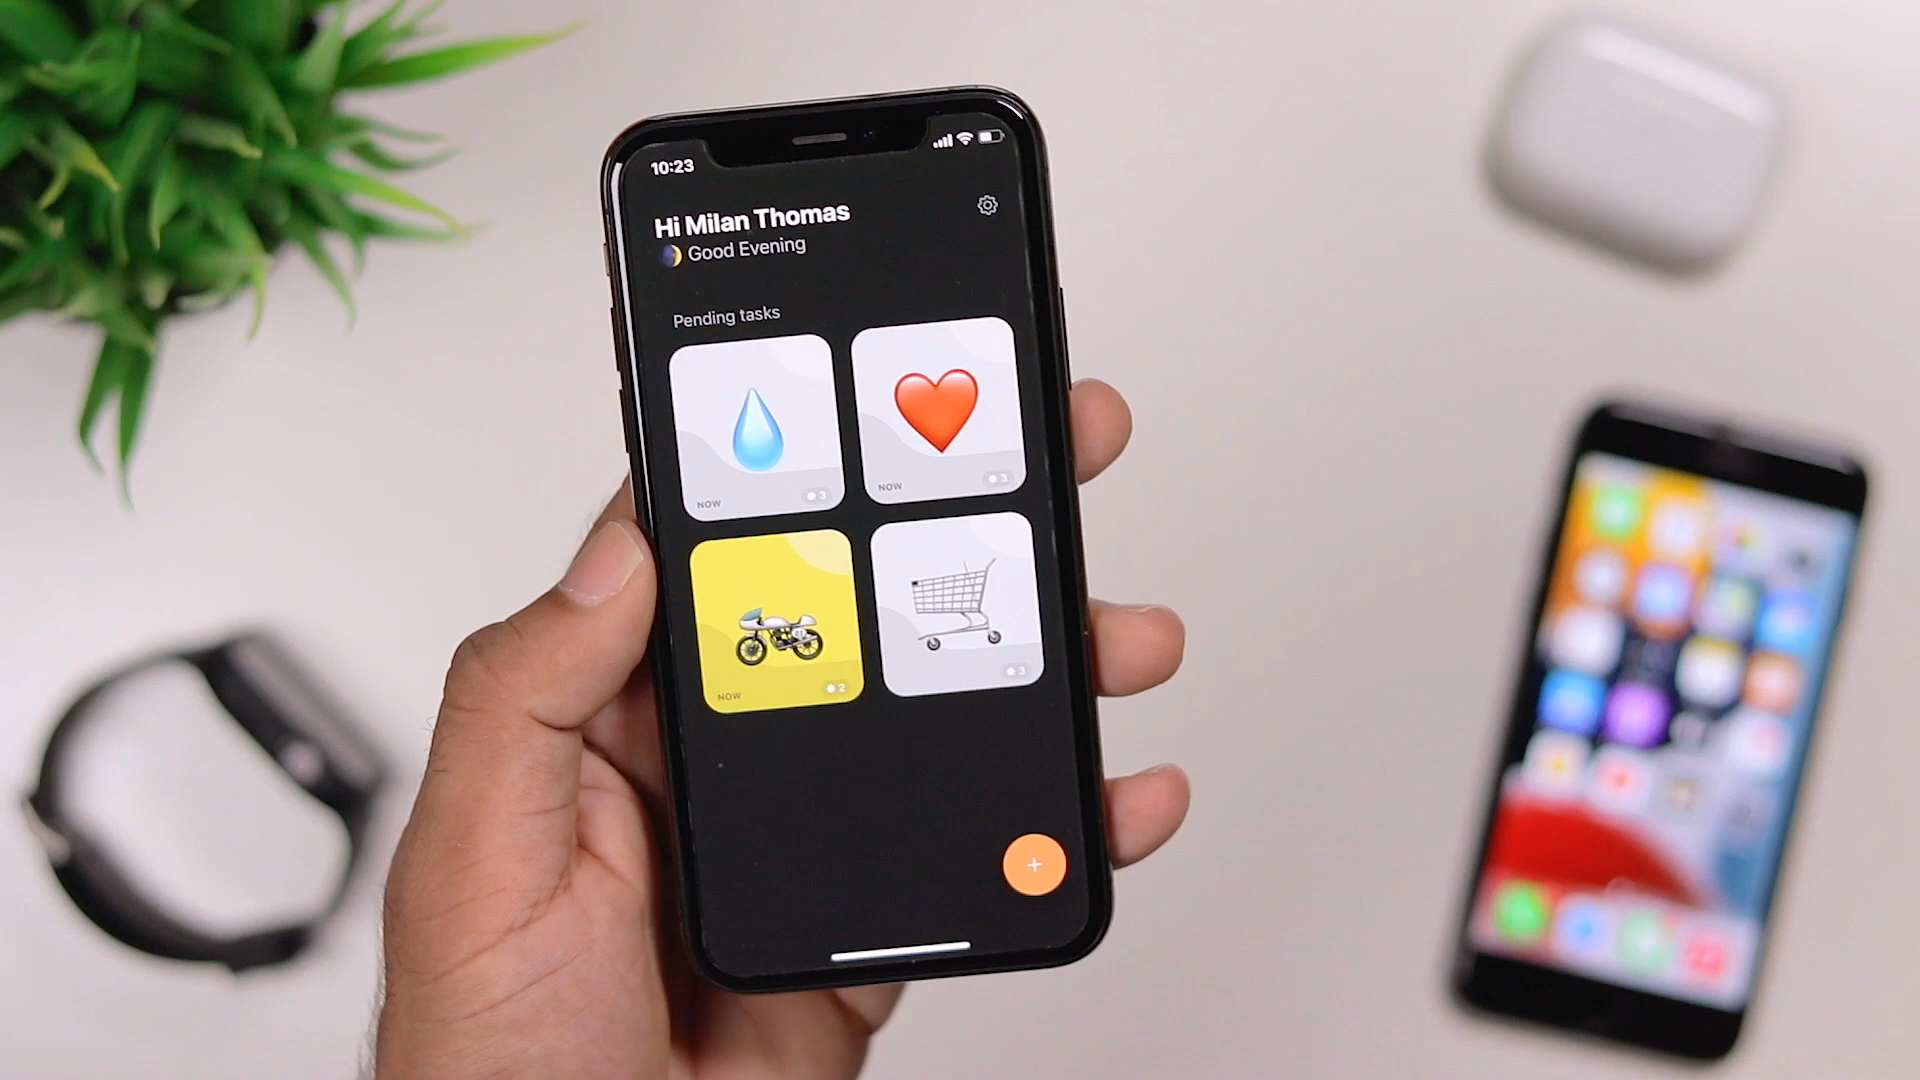 10:23
Hi Milan Thomas
Good Evening
Pending tasks
NOW
3
NOW
3
NOW
2
3